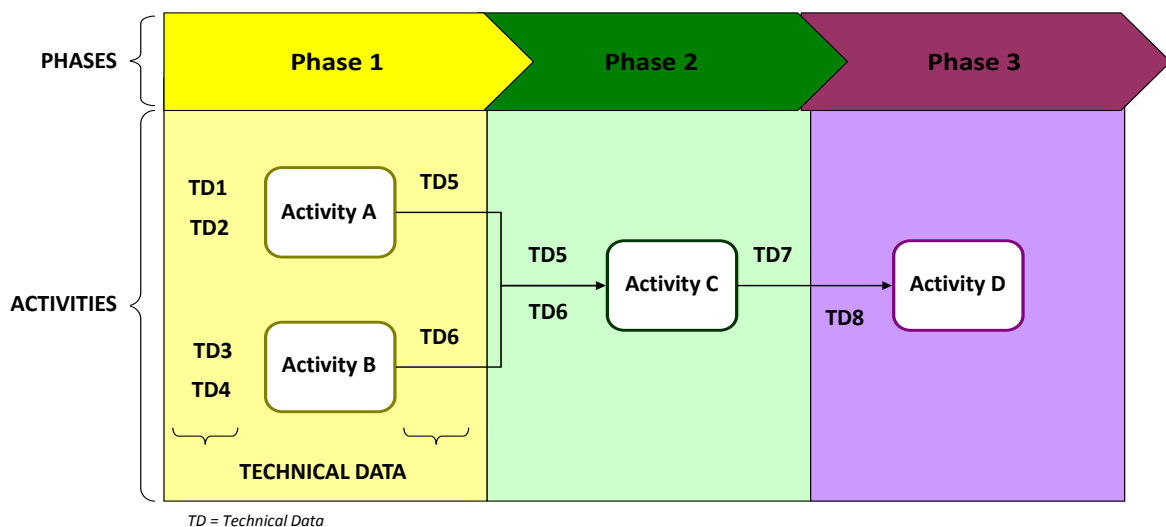 PHASES
Phase 1
Phase 2
Phase 3
ACTIVITIES
TD1
TD2
Activity A
TD5
TD5
TD6
Activity C
TD7
TD8
Activity D
TD3
TD4
Activity B
TD6
TECHNICAL DATA
TD = Technical Data